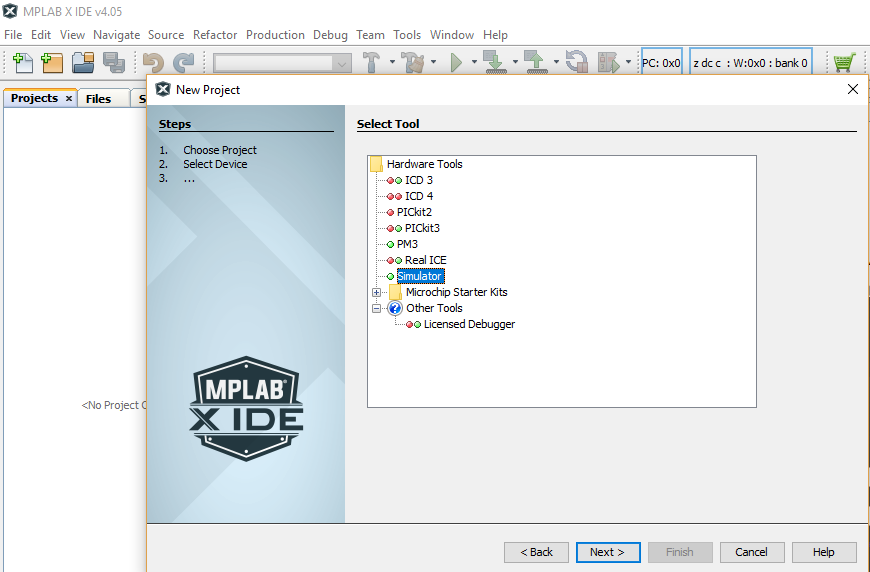 MPLAB X IDE v4.05
File Edit View Navigate Source Refactor Production Debug Team Tools Window Help
PC: 0x0 z dc c : W:0x0 : bank 0
New Project
Projects × Files S
Steps
1. Choose Project
2. Select Device
3. ...
Select Tool
Hardware Tools
ICD 3
ICD 4
PICkit2
PICkit3
PM3
Real ICE
Simulator
Microchip Starter Kits
Other Tools
Licensed Debugger
<No Project
MPLAB®
X IDE
< Back Next > Finish Cancel Help